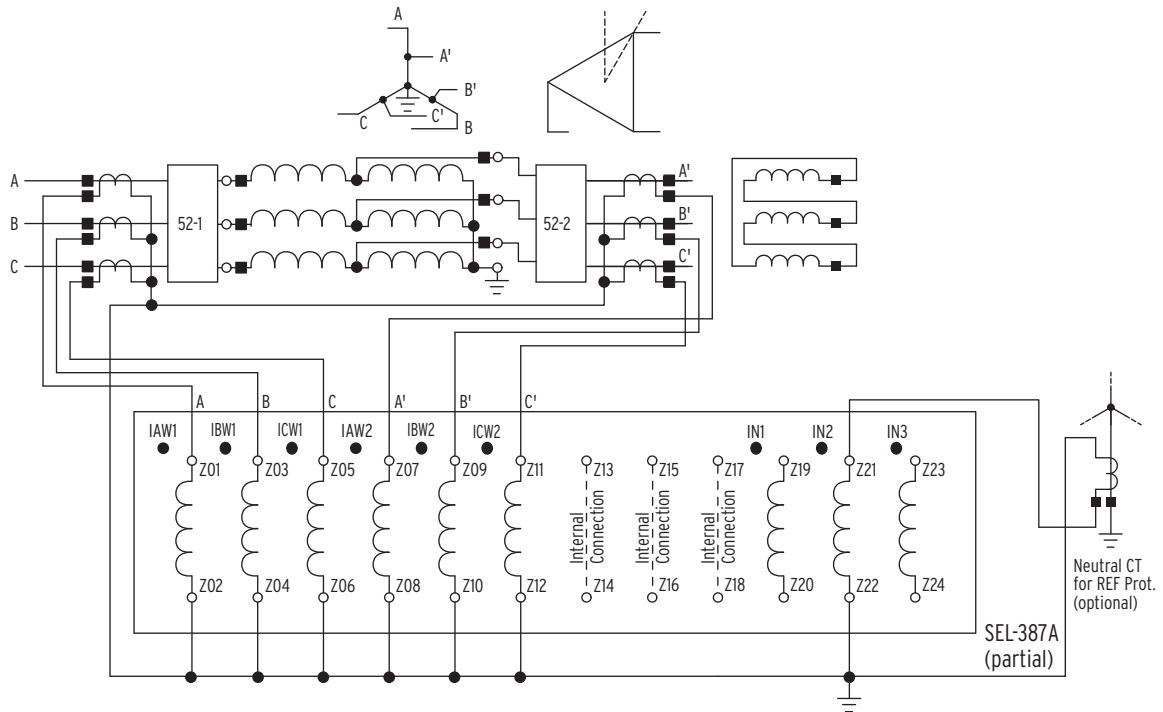 A
A'
B'
C'
C
B
A
B
C
52-1
52-2
A'
B'
C'
A
B
C
A'
B'
C'
IAW1
IBW1
ICW1
IAW2
IBW2
ICW2
IN1
IN2
IN3
Z01
Z03
Z05
Z07
Z09
Z11
Z13
Z15
Z17
Z19
Z21
Z23
Internal
Connection
Internal
Connection
Internal
Connection
Z02
Z04
Z06
Z08
Z10
Z12
Z14
Z16
Z18
Z20
Z22
Z24
Neutral CT
for REF Prot.
(optional)
SEL-387A
(partial)